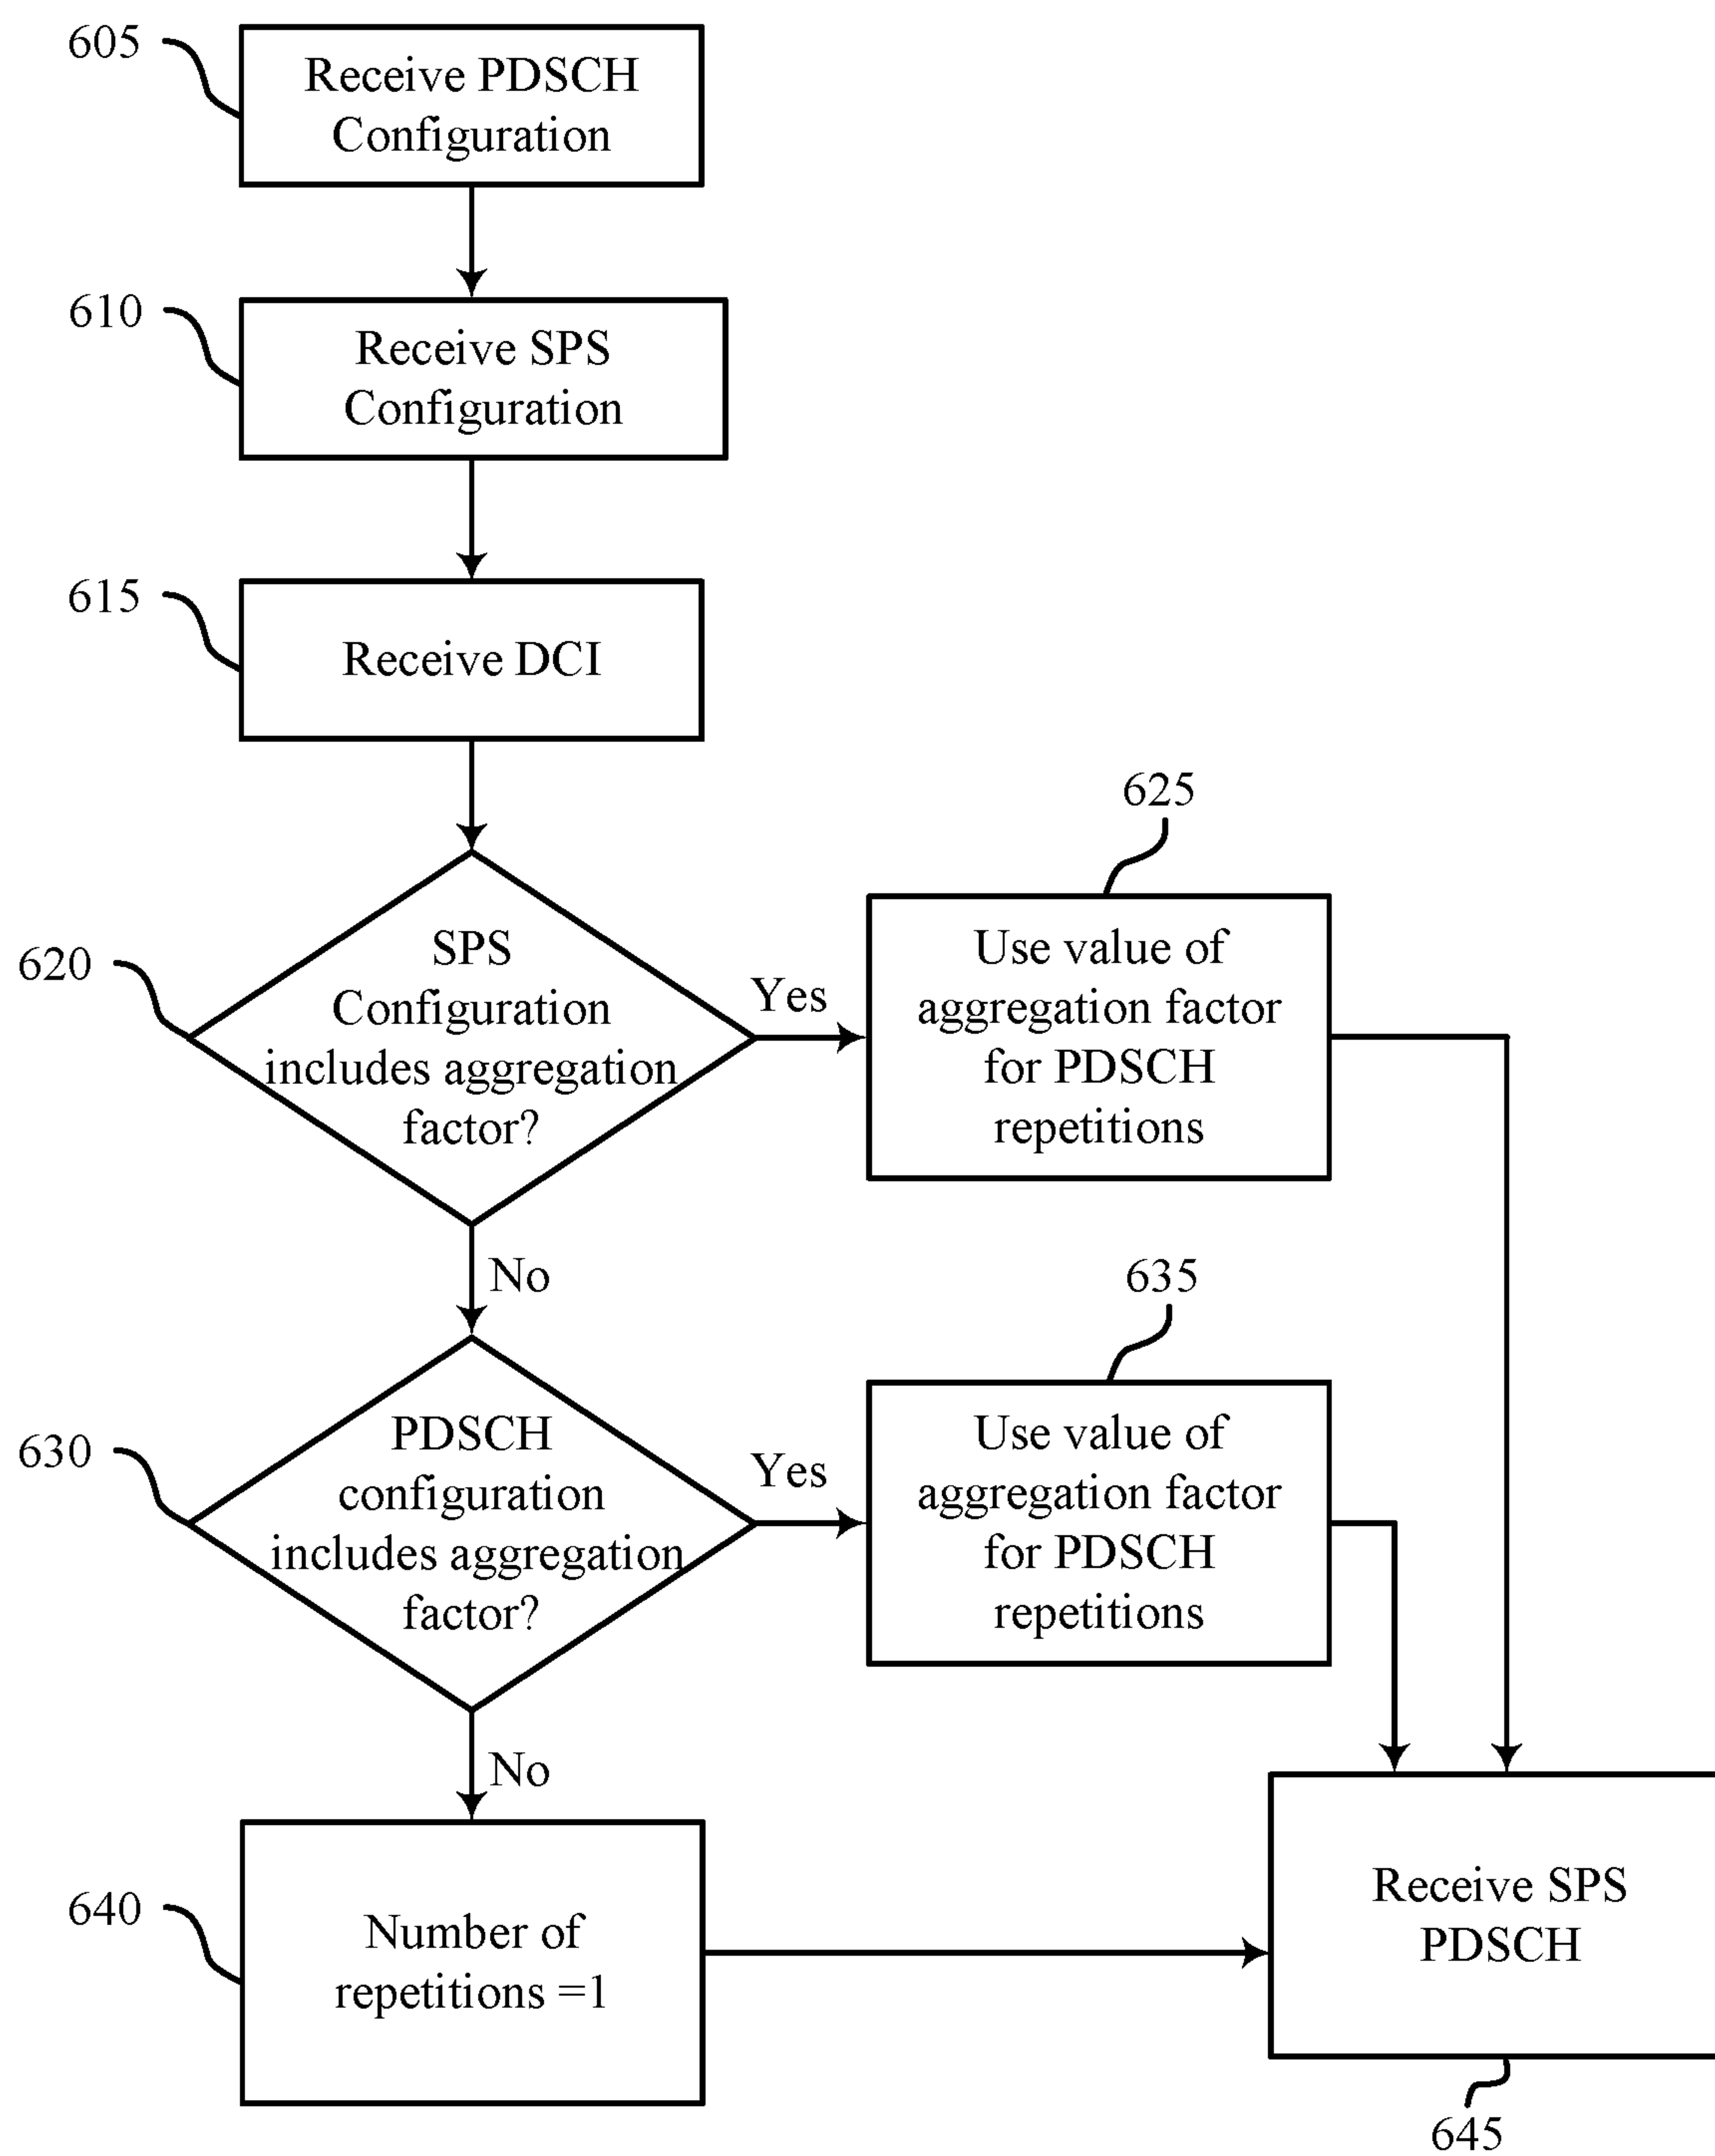 605
Receive PDSCH
Configuration
610
Receive SPS
Configuration
615
Receive DCI
620
SPS
Configuration
includes aggregation
factor?
Yes
625
Use value of
aggregation factor
for PDSCH
repetitions
No
630
PDSCH
configuration
includes aggregation
factor?
Yes
635
Use value of
aggregation factor
for PDSCH
repetitions
No
640
Number of
repetitions =1
Receive SPS
PDSCH
645